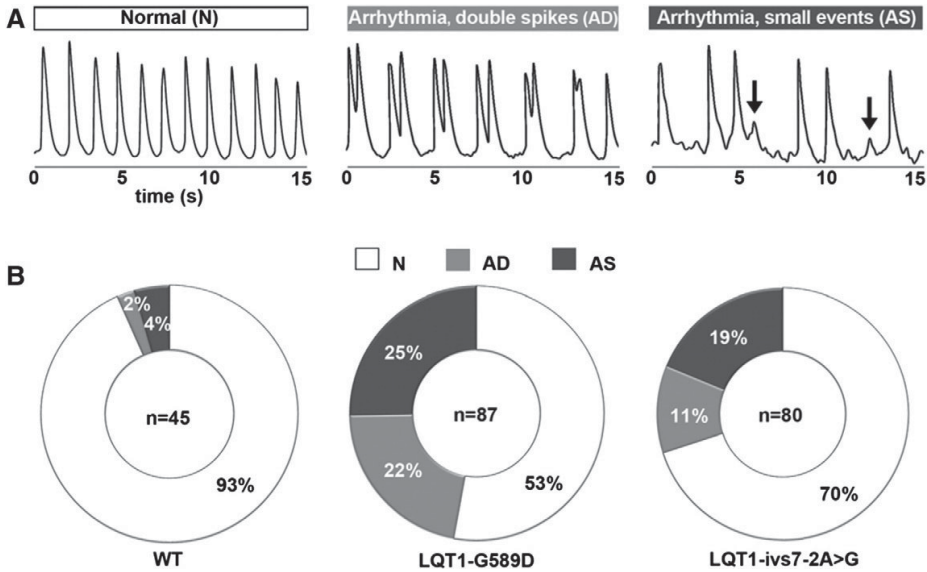 A
Normal (N)
Arrhythmia, double spikes (AD)
Arrhythmia, small events (AS)
0 5 10 15
time (s)
0 5 10 15
0 5 10 15
B
N AD AS
2%
4%
n=45
93%
WT
25%
22%
n=87
53%
LQT1-G589D
19%
11%
n=80
70%
LQT1-ivs7-2A>G